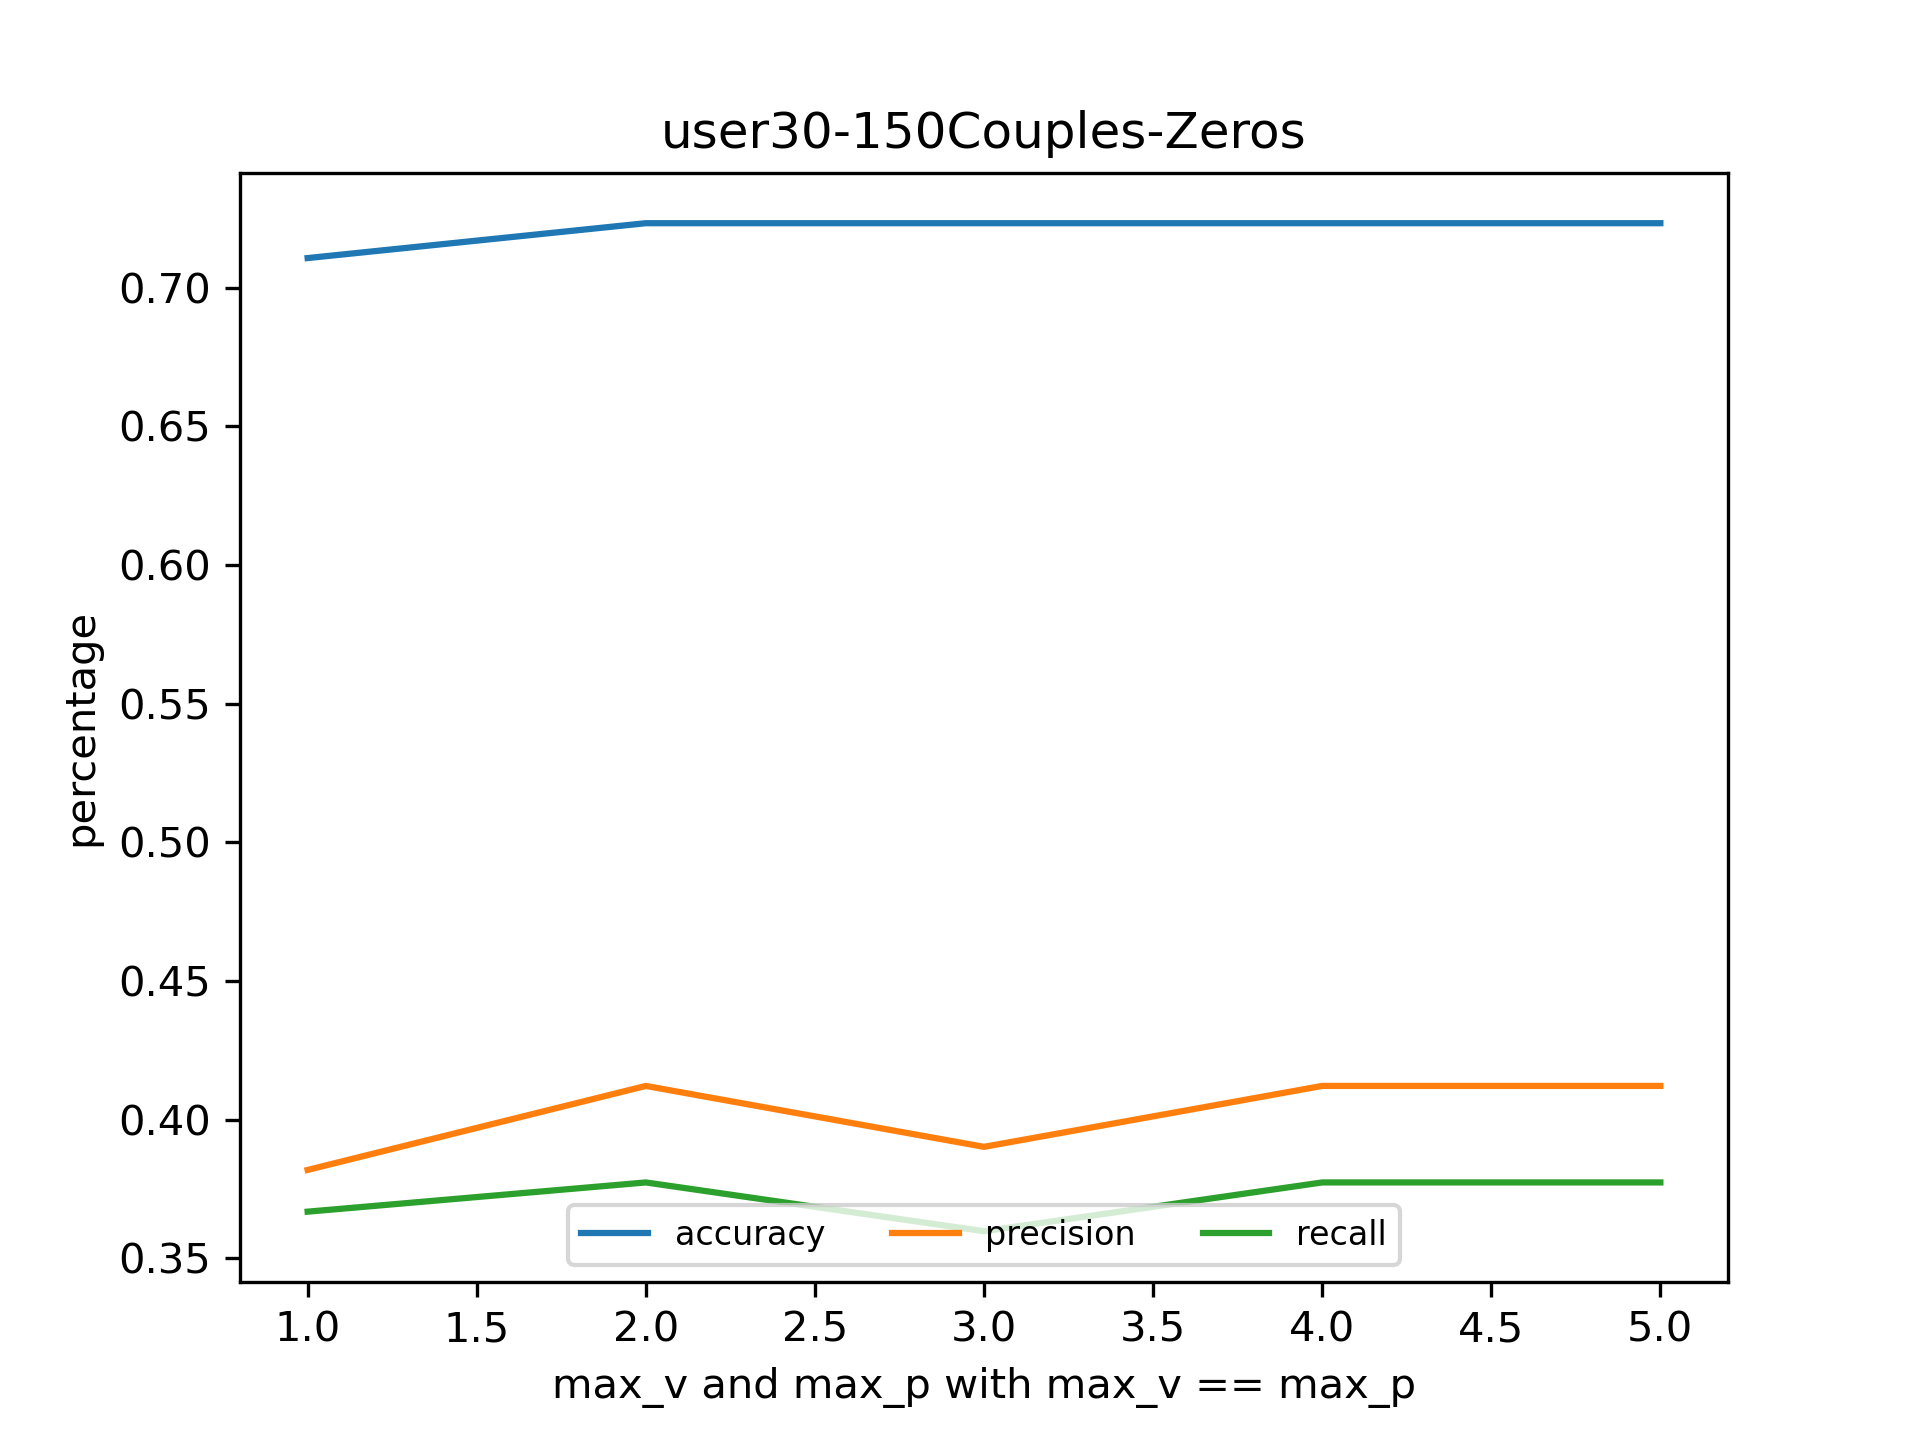 user30-150Couples-Zeros
percentage
0.70
0.65
0.60
0.55
0.50
0.45
0.40
0.35
accuracy precision recall
1.0 1.5 2.0 2.5 3.0 3.5 4.0 4.5 5.0
max_v and max_p with max_v == max_p